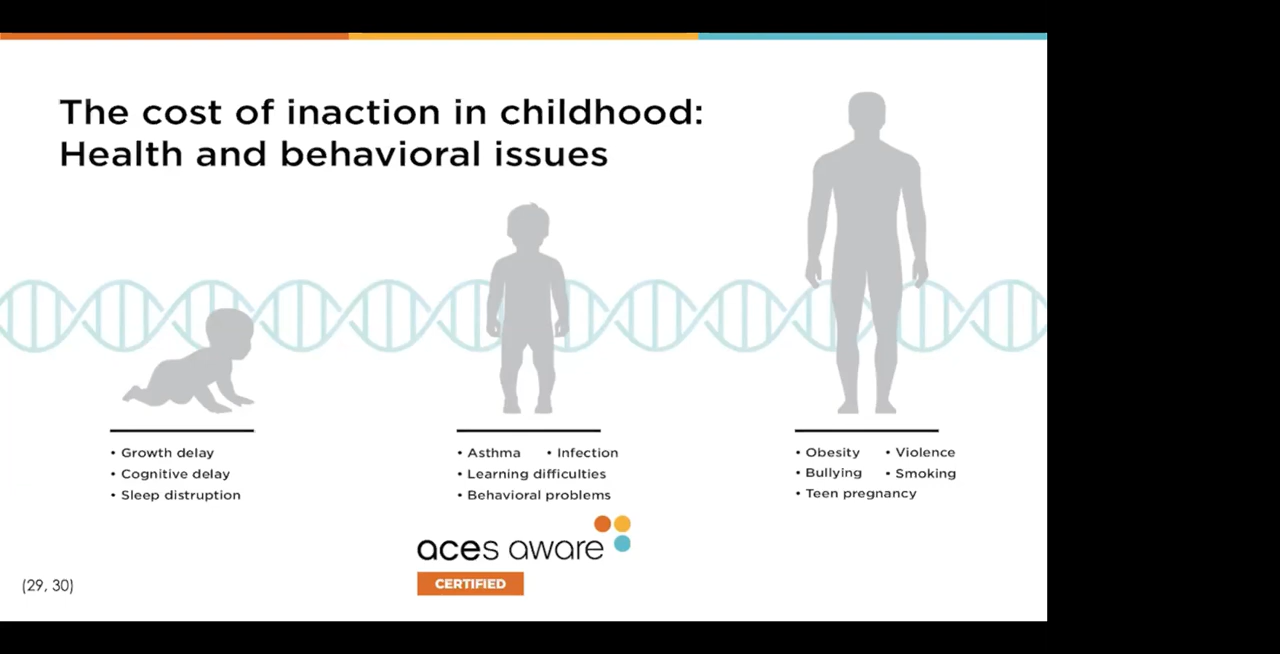 The cost of inaction in childhood:
Health and behavioral issues
• Growth delay
• Cognitive delay
• Sleep distruption
• Asthma • Infection
• Learning difficulties
• Behavioral problems
• Obesity • Violence
• Bullying • Smoking
• Teen pregnancy
aces aware
CERTIFIED
(29, 30)